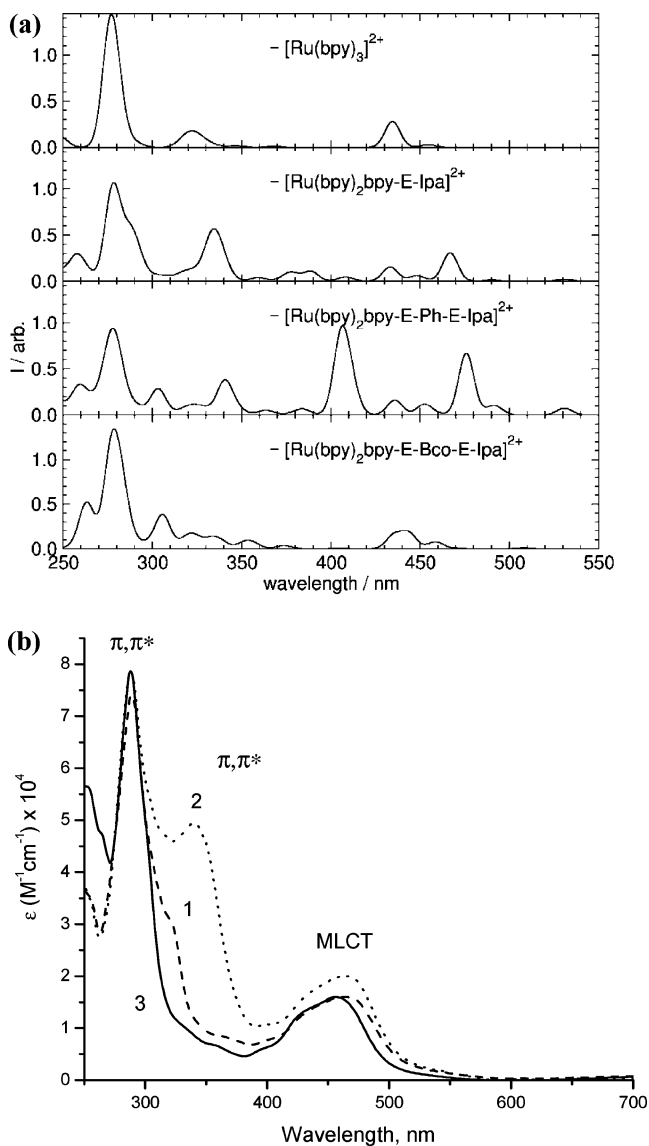 (a)
1.0
0.5
0.0
− [Ru(bpy)₃]²⁺
1.0
0.5
0.0
− [Ru(bpy)₂bpy-E-Ipa]²⁺
1.0
0.5
0.0
− [Ru(bpy)₂bpy-E-Ph-E-Ipa]²⁺
1.0
0.5
0.0
− [Ru(bpy)₂bpy-E-Bco-E-Ipa]²⁺
I / arb.
250 300 350 400 450 500 550
wavelength / nm
(b)
π,π*
π,π*
8
7
6
5
4
3
2
1
0
ε (M⁻¹cm⁻¹) x 10⁴
2
1
3
MLCT
300 400 500 600 700
Wavelength, nm